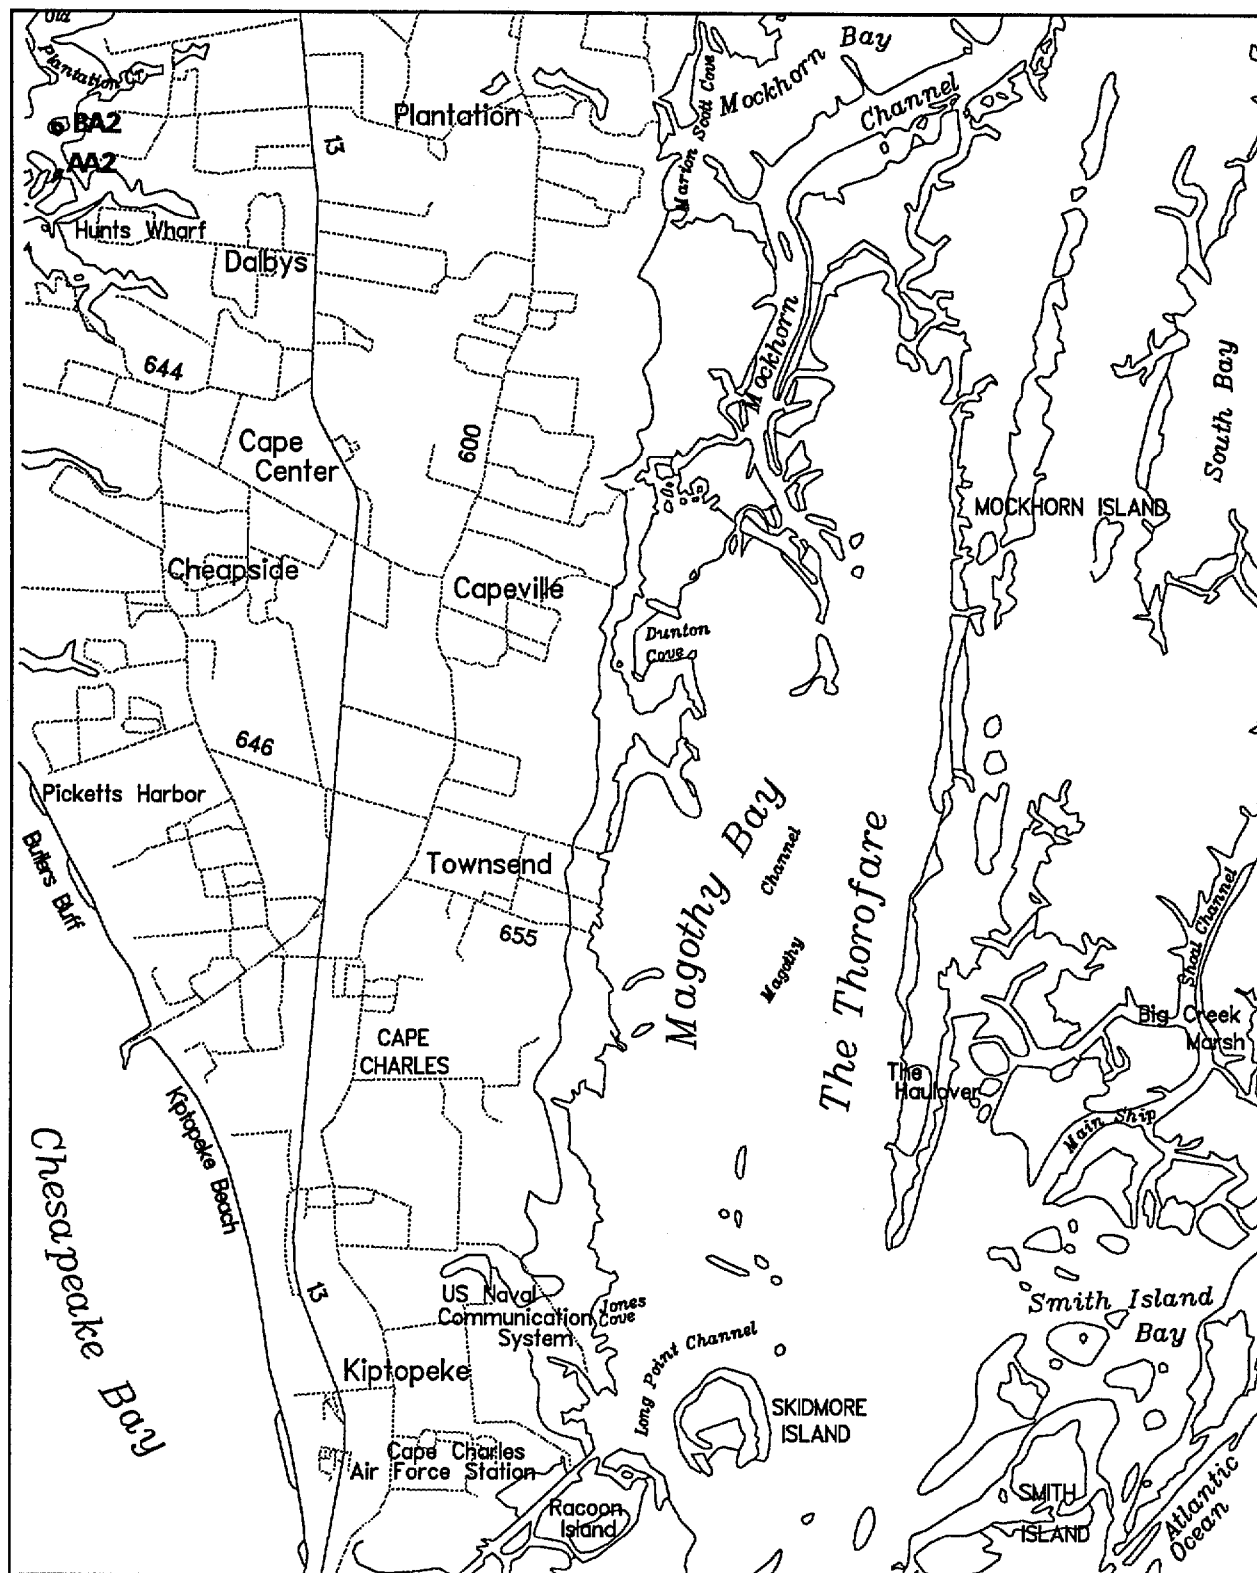 Old
Plantation Cr
BA2
AA2
Hunts Wharf
Dalbys
13
Plantation
Marion Scott Cove
Mockhorn Bay
Channel
Mockhorn
644
Cape
Center
600
South Bay
MOCKHORN ISLAND
Cheapside
Capeville
Dunton
Cove
646
Picketts Harbor
Butlers Bluff
Townsend
655
Magothy Bay
Channel
Magothy
The Thorofare
Shoal Channel
Big Creek
Marsh
CAPE
CHARLES
The
Haulover
Main Ship
Kiptopeke Beach
Chesapeake Bay
13
US Naval
Communication
System
Jones
Cove
Smith Island
Bay
Long Point Channel
Kiptopeke
SKIDMORE
ISLAND
Cape Charles
Air Force Station
Racoon
Island
SMITH
ISLAND
Atlantic
Ocean